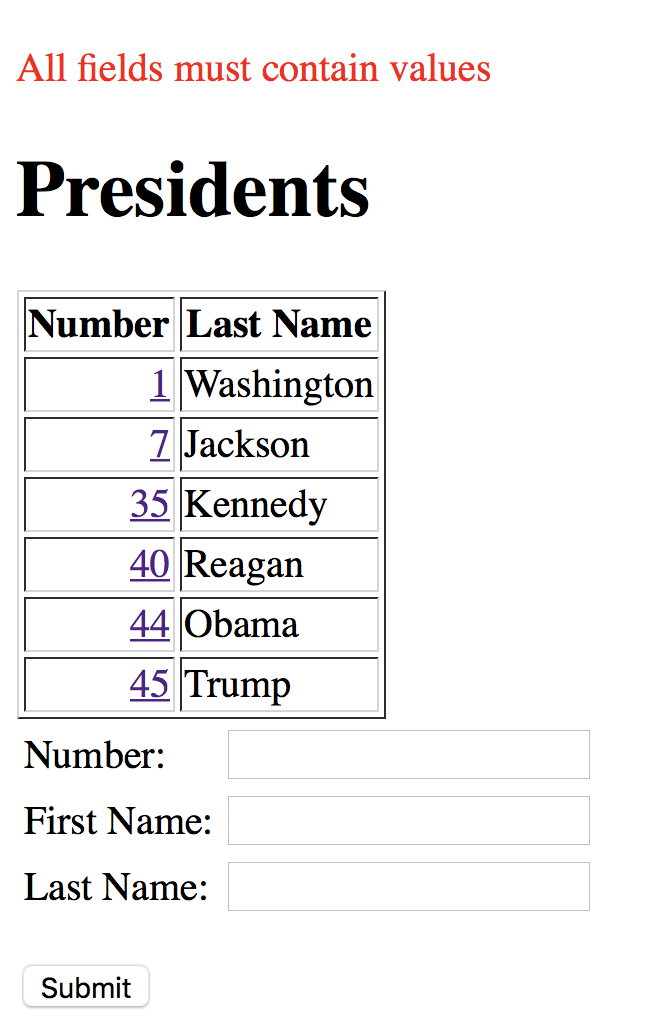 All fields must contain values
Presidents
Number Last Name
1 Washington
7 Jackson
35 Kennedy
40 Reagan
44 Obama
45 Trump
Number:
First Name:
Last Name:
Submit